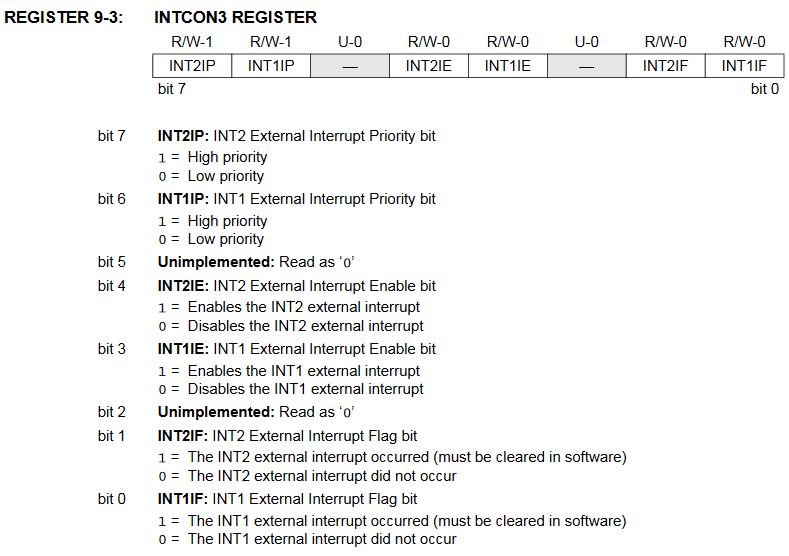 REGISTER 9-3: INTCON3 REGISTER
R/W-1 R/W-1 U-0 R/W-0 R/W-0 U-0 R/W-0 R/W-0
INT2IP INT1IP — INT2IE INT1IE — INT2IF INT1IF
bit 7 bit 0
bit 7 INT2IP: INT2 External Interrupt Priority bit
1 = High priority
0 = Low priority
bit 6 INT1IP: INT1 External Interrupt Priority bit
1 = High priority
0 = Low priority
bit 5 Unimplemented: Read as ‘0’
bit 4 INT2IE: INT2 External Interrupt Enable bit
1 = Enables the INT2 external interrupt
0 = Disables the INT2 external interrupt
bit 3 INT1IE: INT1 External Interrupt Enable bit
1 = Enables the INT1 external interrupt
0 = Disables the INT1 external interrupt
bit 2 Unimplemented: Read as ‘0’
bit 1 INT2IF: INT2 External Interrupt Flag bit
1 = The INT2 external interrupt occurred (must be cleared in software)
0 = The INT2 external interrupt did not occur
bit 0 INT1IF: INT1 External Interrupt Flag bit
1 = The INT1 external interrupt occurred (must be cleared in software)
0 = The INT1 external interrupt did not occur